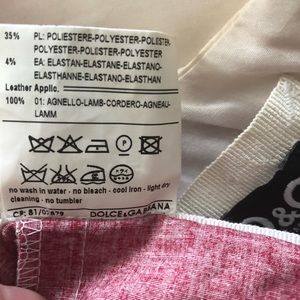 35% PL: POLIESTERE-POLYESTER-POLIESTER-
POLYESTER-POLYESTER-POLIESTER
4% EA: ELASTAN-ELASTANE-ELASTANO-
ELASTHANNE-ELASTANO-ELASTHAN
Leather Applic.
100% 01: AGNELLO-LAMB-CORDERO-AGNEAU-
LAMM
P
no wash in water - no bleach - cool iron - light dry
cleaning - no tumbler
DOLCE&GABBANA